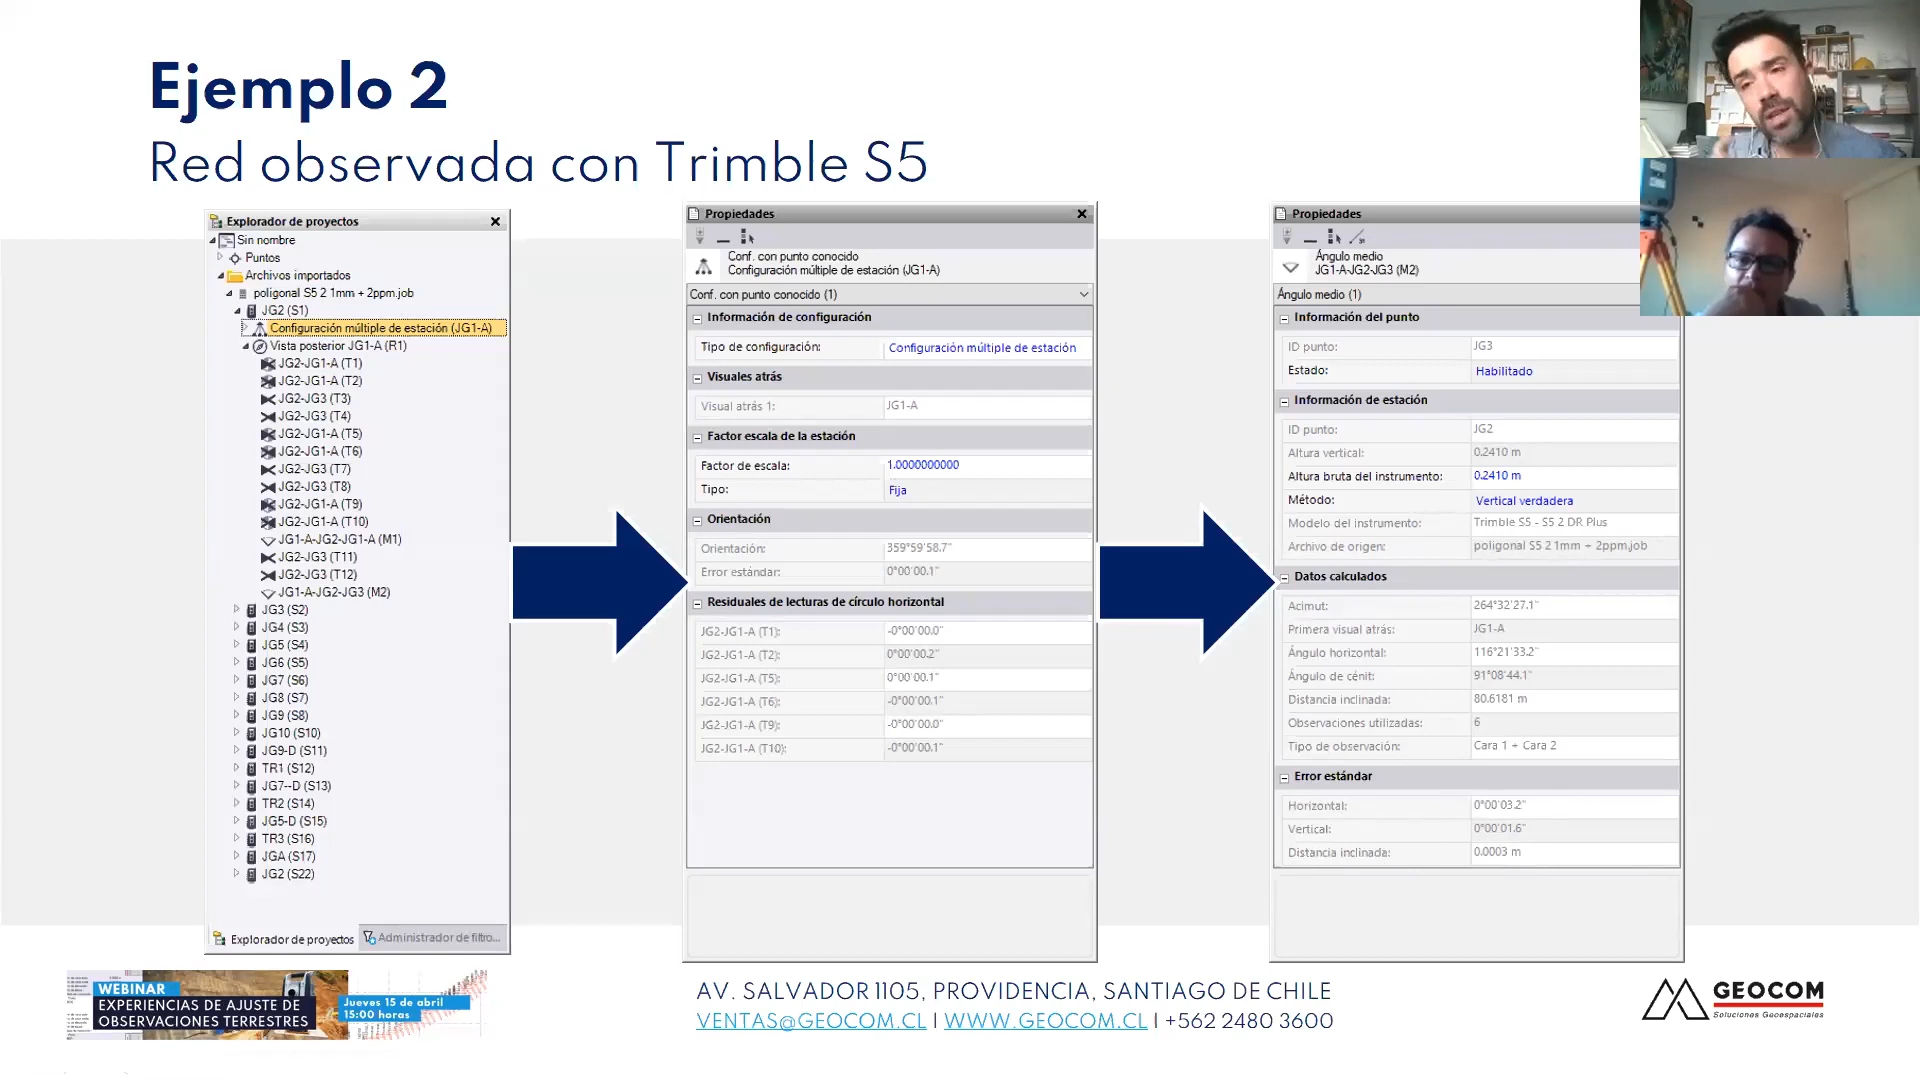 Ejemplo 2
Red observada con Trimble S5
Explorador de proyectos
Sin nombre
Puntos
Archivos importados
poligonal S5 2 1mm + 2ppm.job
JG2 (S1)
Configuración múltiple de estación (JG1-A)
Vista posterior JG1-A (R1)
JG2-JG1-A (T1)
JG2-JG1-A (T2)
JG2-JG3 (T3)
JG2-JG3 (T4)
JG2-JG1-A (T5)
JG2-JG1-A (T6)
JG2-JG3 (T7)
JG2-JG3 (T8)
JG2-JG1-A (T9)
JG2-JG1-A (T10)
JG1-A-JG2-JG1-A (M1)
JG2-JG3 (T11)
JG2-JG3 (T12)
JG1-A-JG2-JG3 (M2)
JG3 (S2)
JG4 (S3)
JG5 (S4)
JG6 (S5)
JG7 (S6)
JG8 (S7)
JG9 (S8)
JG10 (S10)
JG9-D (S11)
TR1 (S12)
JG7--D (S13)
TR2 (S14)
JG5-D (S15)
TR3 (S16)
JGA (S17)
JG2 (S22)
Explorador de proyectos
Administrador de filtro...
Propiedades
Conf. con punto conocido
Configuración múltiple de estación (JG1-A)
Conf. con punto conocido (1)
Información de configuración
Tipo de configuración: Configuración múltiple de estación
Visuales atrás
Visual atrás 1: JG1-A
Factor escala de la estación
Factor de escala: 1.0000000000
Tipo: Fija
Orientación
Orientación: 359°59'58.7"
Error estándar: 0°00'00.1"
Residuales de lecturas de círculo horizontal
JG2-JG1-A (T1): -0°00'00.0"
JG2-JG1-A (T2): 0°00'00.2"
JG2-JG1-A (T5): 0°00'00.1"
JG2-JG1-A (T6): -0°00'00.1"
JG2-JG1-A (T9): -0°00'00.0"
JG2-JG1-A (T10): -0°00'00.1"
Propiedades
Ángulo medio
JG1-A-JG2-JG3 (M2)
Ángulo medio (1)
Información del punto
ID punto: JG3
Estado: Habilitado
Información de estación
ID punto: JG2
Altura vertical: 0.2410 m
Altura bruta del instrumento: 0.2410 m
Método: Vertical verdadera
Modelo del instrumento: Trimble S5 - S5 2 DR Plus
Archivo de origen: poligonal S5 2 1mm + 2ppm.job
Datos calculados
Acimut: 264°32'27.1"
Primera visual atrás: JG1-A
Ángulo horizontal: 116°21'33.2"
Ángulo de cénit: 91°08'44.1"
Distancia inclinada: 80.6181 m
Observaciones utilizadas: 6
Tipo de observación: Cara 1 + Cara 2
Error estándar
Horizontal: 0°00'03.2"
Vertical: 0°00'01.6"
Distancia inclinada: 0.0003 m
WEBINAR
EXPERIENCIAS DE AJUSTE DE
OBSERVACIONES TERRESTRES
Jueves 15 de abril
15:00 horas
AV. SALVADOR 1105, PROVIDENCIA, SANTIAGO DE CHILE
VENTAS@GEOCOM.CL | WWW.GEOCOM.CL | +562 2480 3600
GEOCOM
Soluciones Geoespaciales